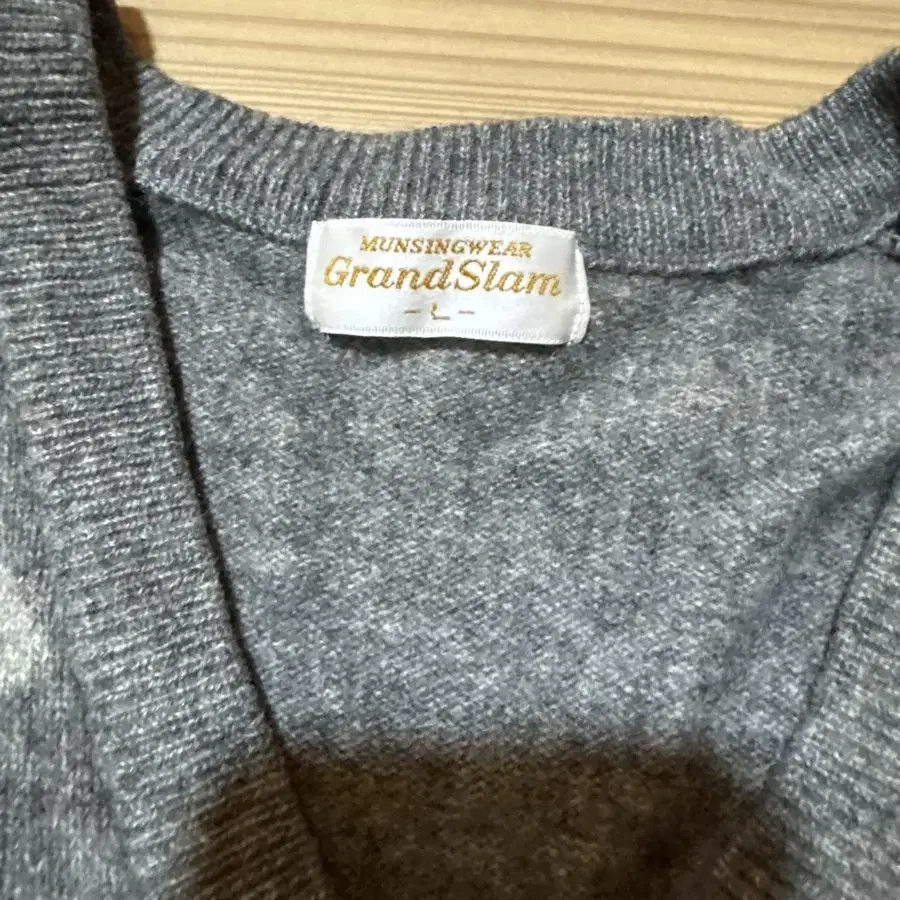 MUNSINGWEAR
GrandSlam
- L -